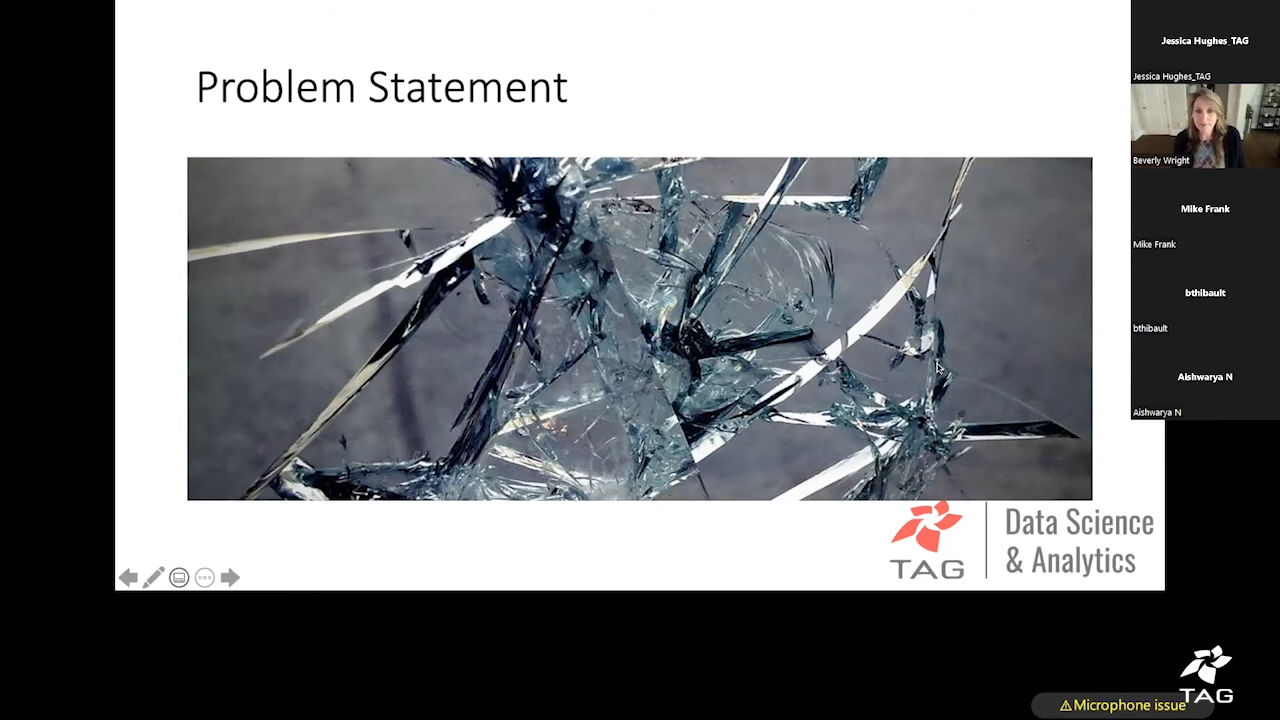 Problem Statement
TAG
Data Science
& Analytics
Jessica Hughes_TAG
Jessica Hughes_TAG
Beverly Wright
Mike Frank
Mike Frank
bthibault
bthibault
Aishwarya N
Aishwarya N
TAG
⚠Microphone issue